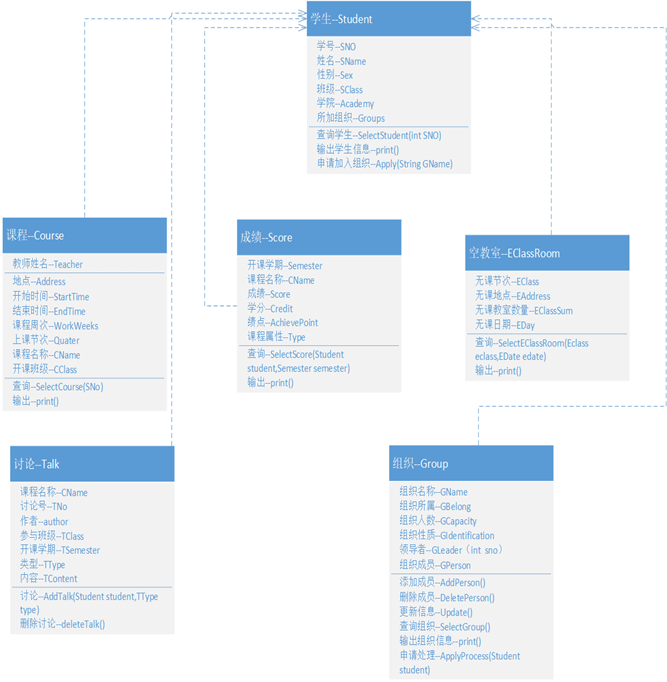 学生--Student
学号--SNO
姓名--SName
性别--Sex
班级--SClass
学院--Academy
所加组织--Groups
查询学生--SelectStudent(int SNO)
输出学生信息--print()
申请加入组织--Apply(String GName)
课程--Course
教师姓名--Teacher
地点--Address
开始时间--StartTime
结束时间--EndTime
课程周次--WorkWeeks
上课节次--Quater
课程名称--CName
开课班级--CClass
查询--SelectCourse(SNo)
输出--print()
成绩--Score
开课学期--Semester
课程名称--CName
成绩--Score
学分--Credit
绩点--AchievePoint
课程属性--Type
查询--SelectScore(Student
student,Semester semester)
输出--print()
空教室--EClassRoom
无课节次--EClass
无课地点--EAddress
无课教室数量--EClassSum
无课日期--EDay
查询--SelectEClassRoom(Eclass
eclass,EDate edate)
输出--print()
讨论--Talk
课程名称--CName
讨论号--TNo
作者--author
参与班级--TClass
开课学期--TSemester
类型--TType
内容--TContent
讨论--AddTalk(Student student,TType
type)
删除讨论--deleteTalk()
组织--Group
组织名称--GName
组织所属--GBelong
组织人数--GCapacity
组织性质--GIdentification
领导者--GLeader（int sno）
组织成员--GPerson
添加成员--AddPerson()
删除成员--DeletePerson()
更新信息--Update()
查询组织--SelectGroup()
输出组织信息--print()
申请处理--ApplyProcess(Student
student)